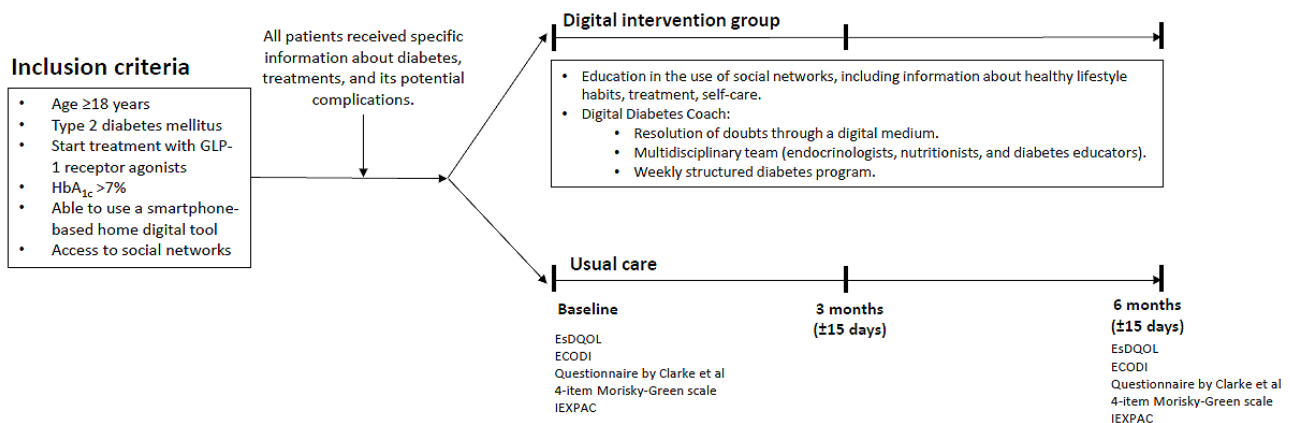 Inclusion criteria
• Age ≥18 years
• Type 2 diabetes mellitus
• Start treatment with GLP-
1 receptor agonists
• HbA1c >7%
• Able to use a smartphone-
based home digital tool
• Access to social networks
All patients received specific
information about diabetes,
treatments, and its potential
complications.
Digital intervention group
• Education in the use of social networks, including information about healthy lifestyle
habits, treatment, self-care.
• Digital Diabetes Coach:
• Resolution of doubts through a digital medium.
• Multidisciplinary team (endocrinologists, nutritionists, and diabetes educators).
• Weekly structured diabetes program.
Usual care
Baseline
EsDQOL
ECODI
Questionnaire by Clarke et al
4-item Morisky-Green scale
IEXPAC
3 months
(±15 days)
6 months
(±15 days)
EsDQOL
ECODI
Questionnaire by Clarke et al
4-item Morisky-Green scale
IEXPAC